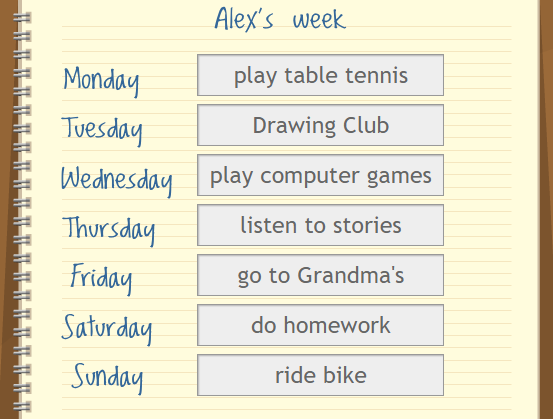 Alex's week
Monday play table tennis
Tuesday Drawing Club
Wednesday play computer games
Thursday listen to stories
Friday go to Grandma's
Saturday do homework
Sunday ride bike